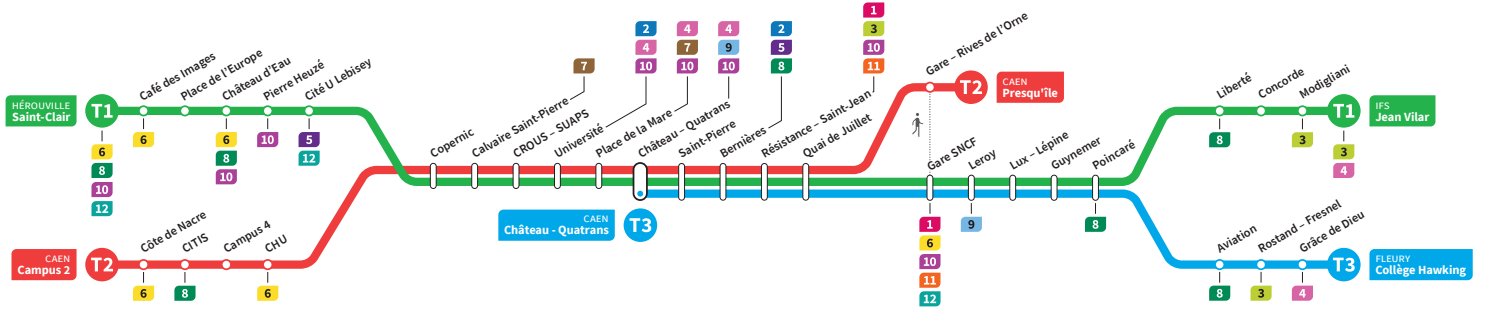 HÉROUVILLE
Saint-Clair
T1
6
8
10
12
Café des Images
6
Place de l'Europe
Château d'Eau
6
8
10
Pierre Heuzé
10
Cité U Lebisey
5
12
CAEN
Campus 2
T2
Côte de Nacre
6
CITIS
8
Campus 4
CHU
6
Copernic
Calvaire Saint-Pierre
7
CROUS – SUAPS
Université
2
4
10
Place de la Mare
4
7
10
Château – Quatrans
4
9
10
CAEN
Château - Quatrans
T3
Saint-Pierre
Bernières
2
5
8
Résistance – Saint-Jean
1
3
10
11
Quai de Juillet
Gare – Rives de l'Orne
T2
CAEN
Presqu'île
Gare SNCF
1
6
10
11
12
Leroy
9
Lux – Lépine
Guynemer
Poincaré
8
Liberté
8
Concorde
Modigliani
3
T1
3
4
IFS
Jean Vilar
Aviation
8
Rostand – Fresnel
3
Grâce de Dieu
4
T3
FLEURY
Collège Hawking